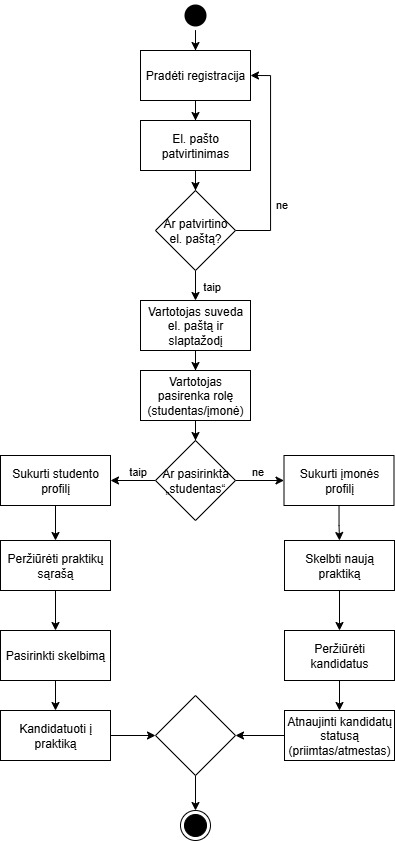 Pradėti registracija
El. pašto
patvirtinimas
Ar patvirtino
el. paštą?
ne
taip
Vartotojas suveda
el. paštą ir
slaptažodį
Vartotojas
pasirenka rolę
(studentas/įmonė)
Ar pasirinkta
„studentas“
taip
ne
Sukurti studento
profilį
Peržiūrėti praktikų
sąrašą
Pasirinkti skelbimą
Kandidatuoti į
praktiką
Sukurti įmonės
profilį
Skelbti naują
praktiką
Peržiūrėti
kandidatus
Atnaujinti kandidatų
statusą
(priimtas/atmestas)